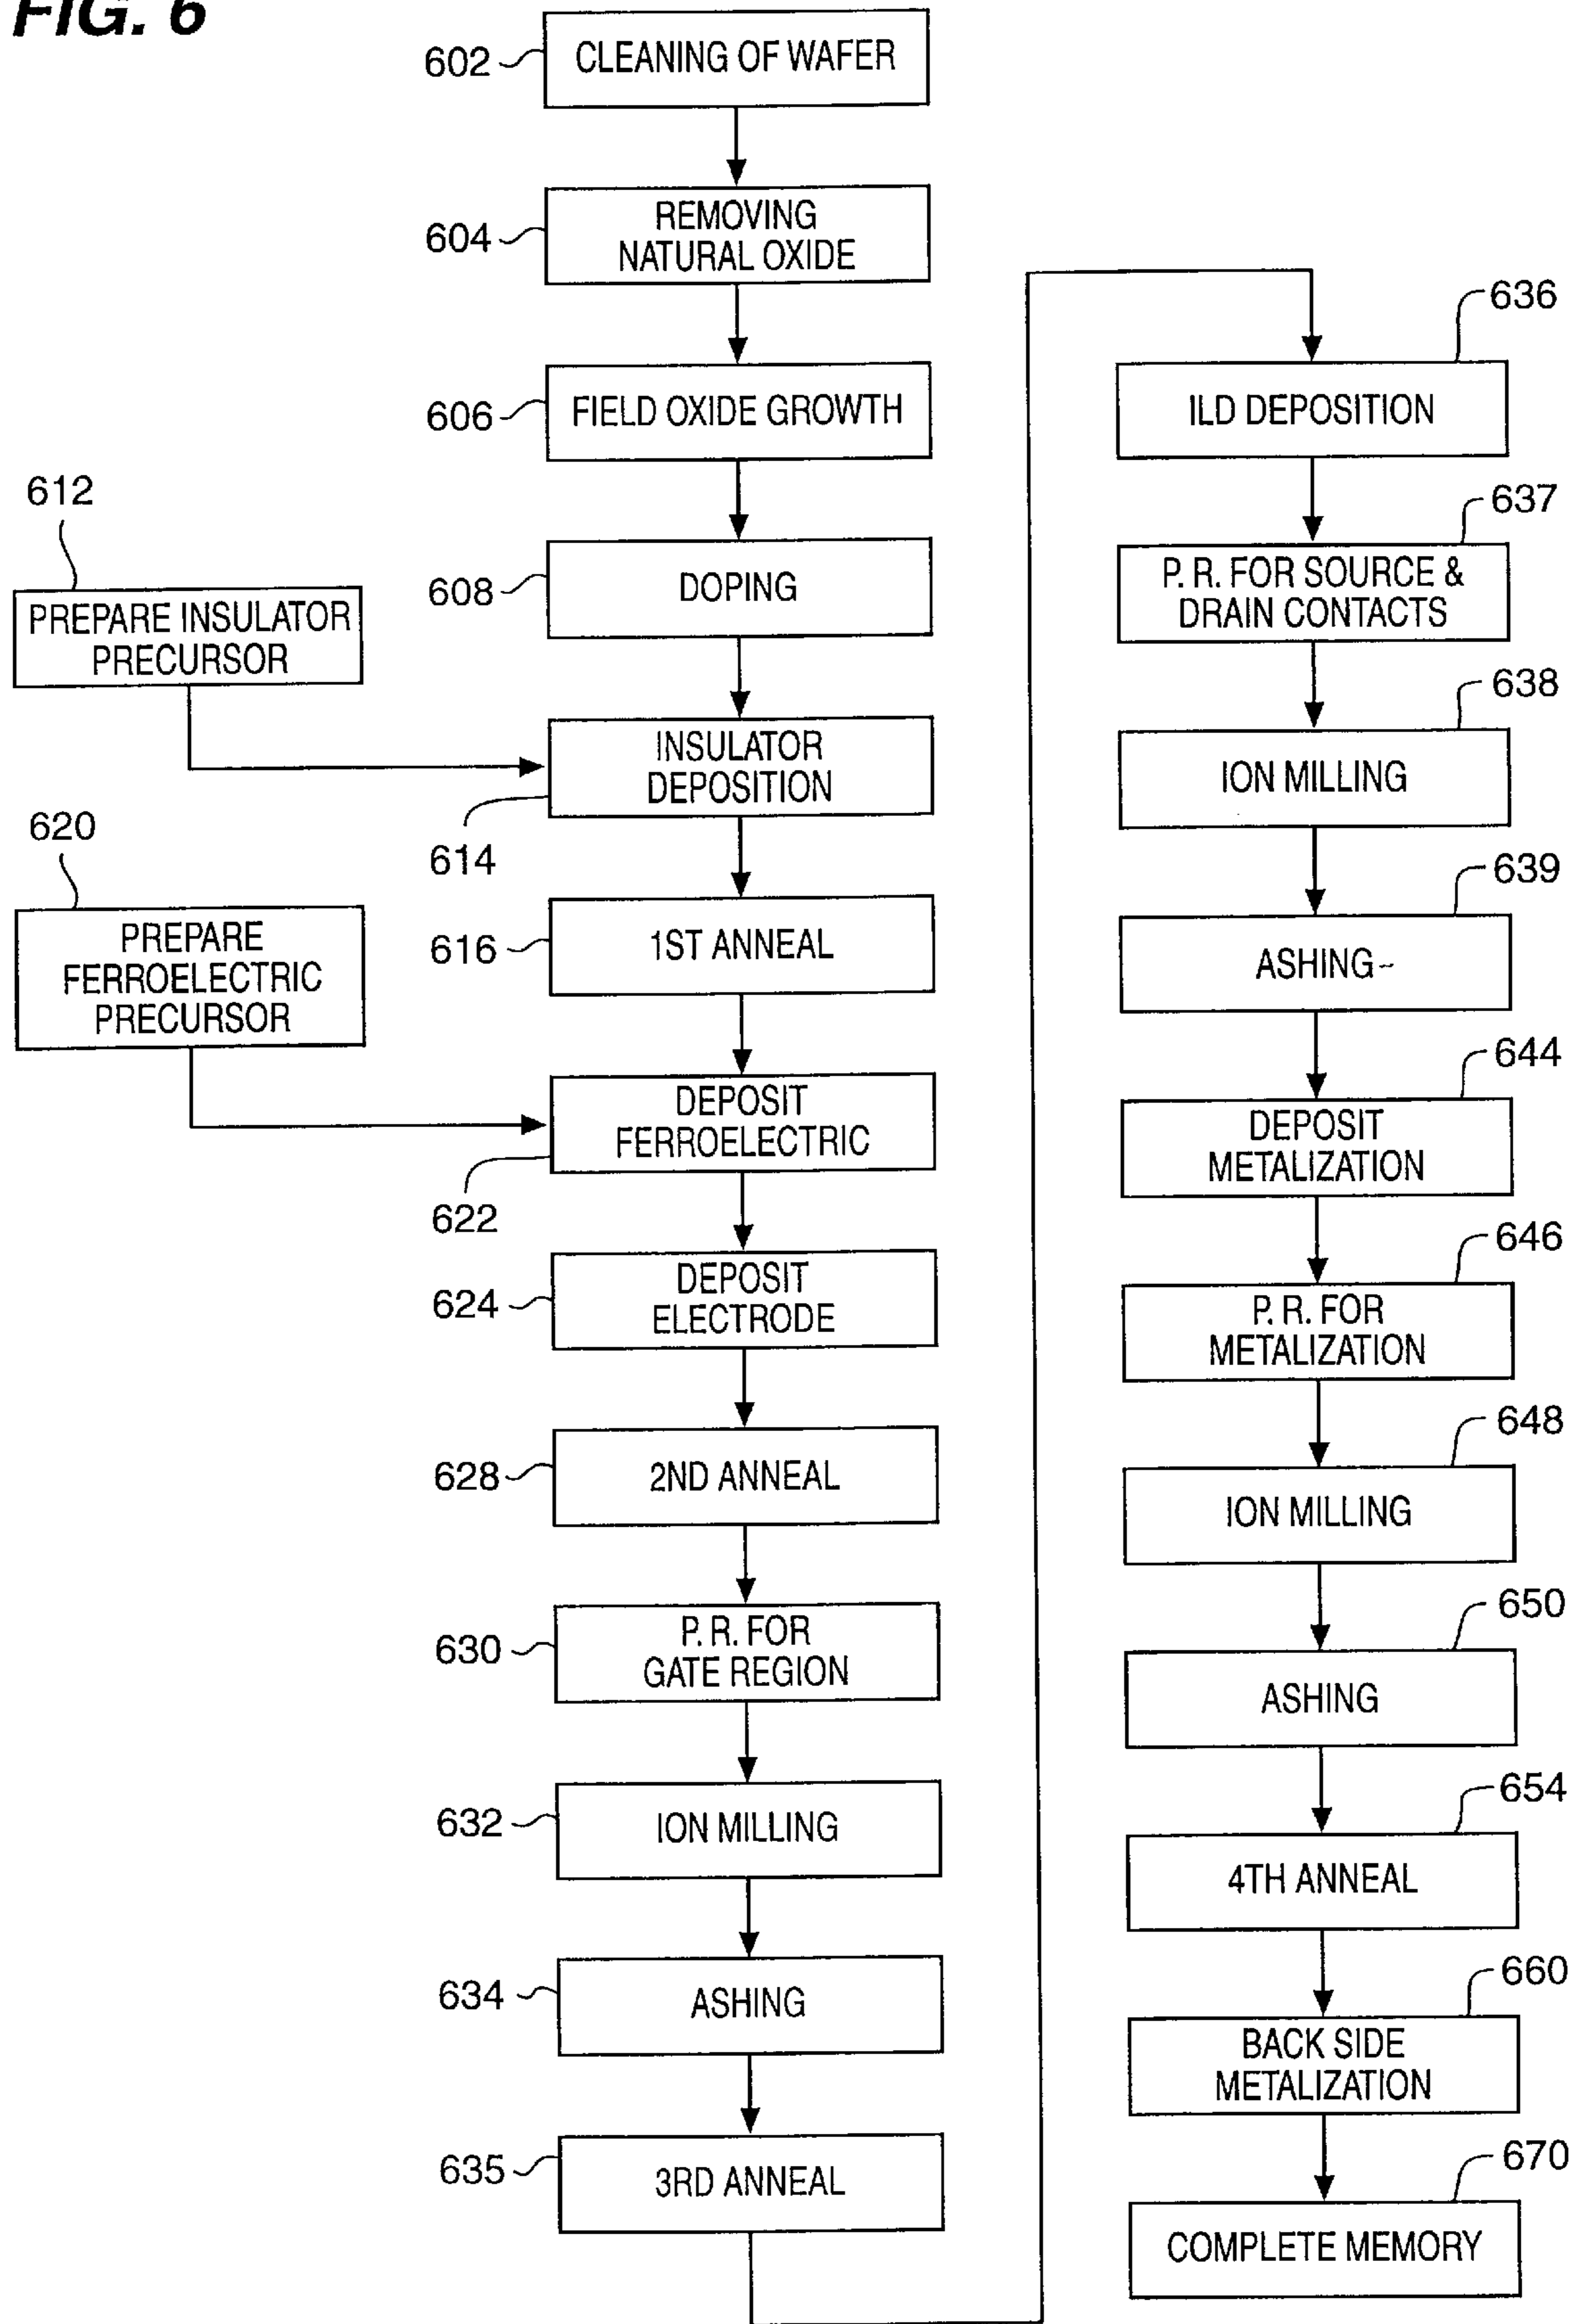 FIG. 6
602
CLEANING OF WAFER
604
REMOVING
NATURAL OXIDE
606
FIELD OXIDE GROWTH
608
DOPING
612
PREPARE INSULATOR
PRECURSOR
INSULATOR
DEPOSITION
614
616
1ST ANNEAL
620
PREPARE
FERROELECTRIC
PRECURSOR
DEPOSIT
FERROELECTRIC
622
624
DEPOSIT
ELECTRODE
628
2ND ANNEAL
630
P. R. FOR
GATE REGION
632
ION MILLING
634
ASHING
635
3RD ANNEAL
636
ILD DEPOSITION
637
P. R. FOR SOURCE &
DRAIN CONTACTS
638
ION MILLING
639
ASHING
644
DEPOSIT
METALIZATION
646
P. R. FOR
METALIZATION
648
ION MILLING
650
ASHING
654
4TH ANNEAL
660
BACK SIDE
METALIZATION
670
COMPLETE MEMORY